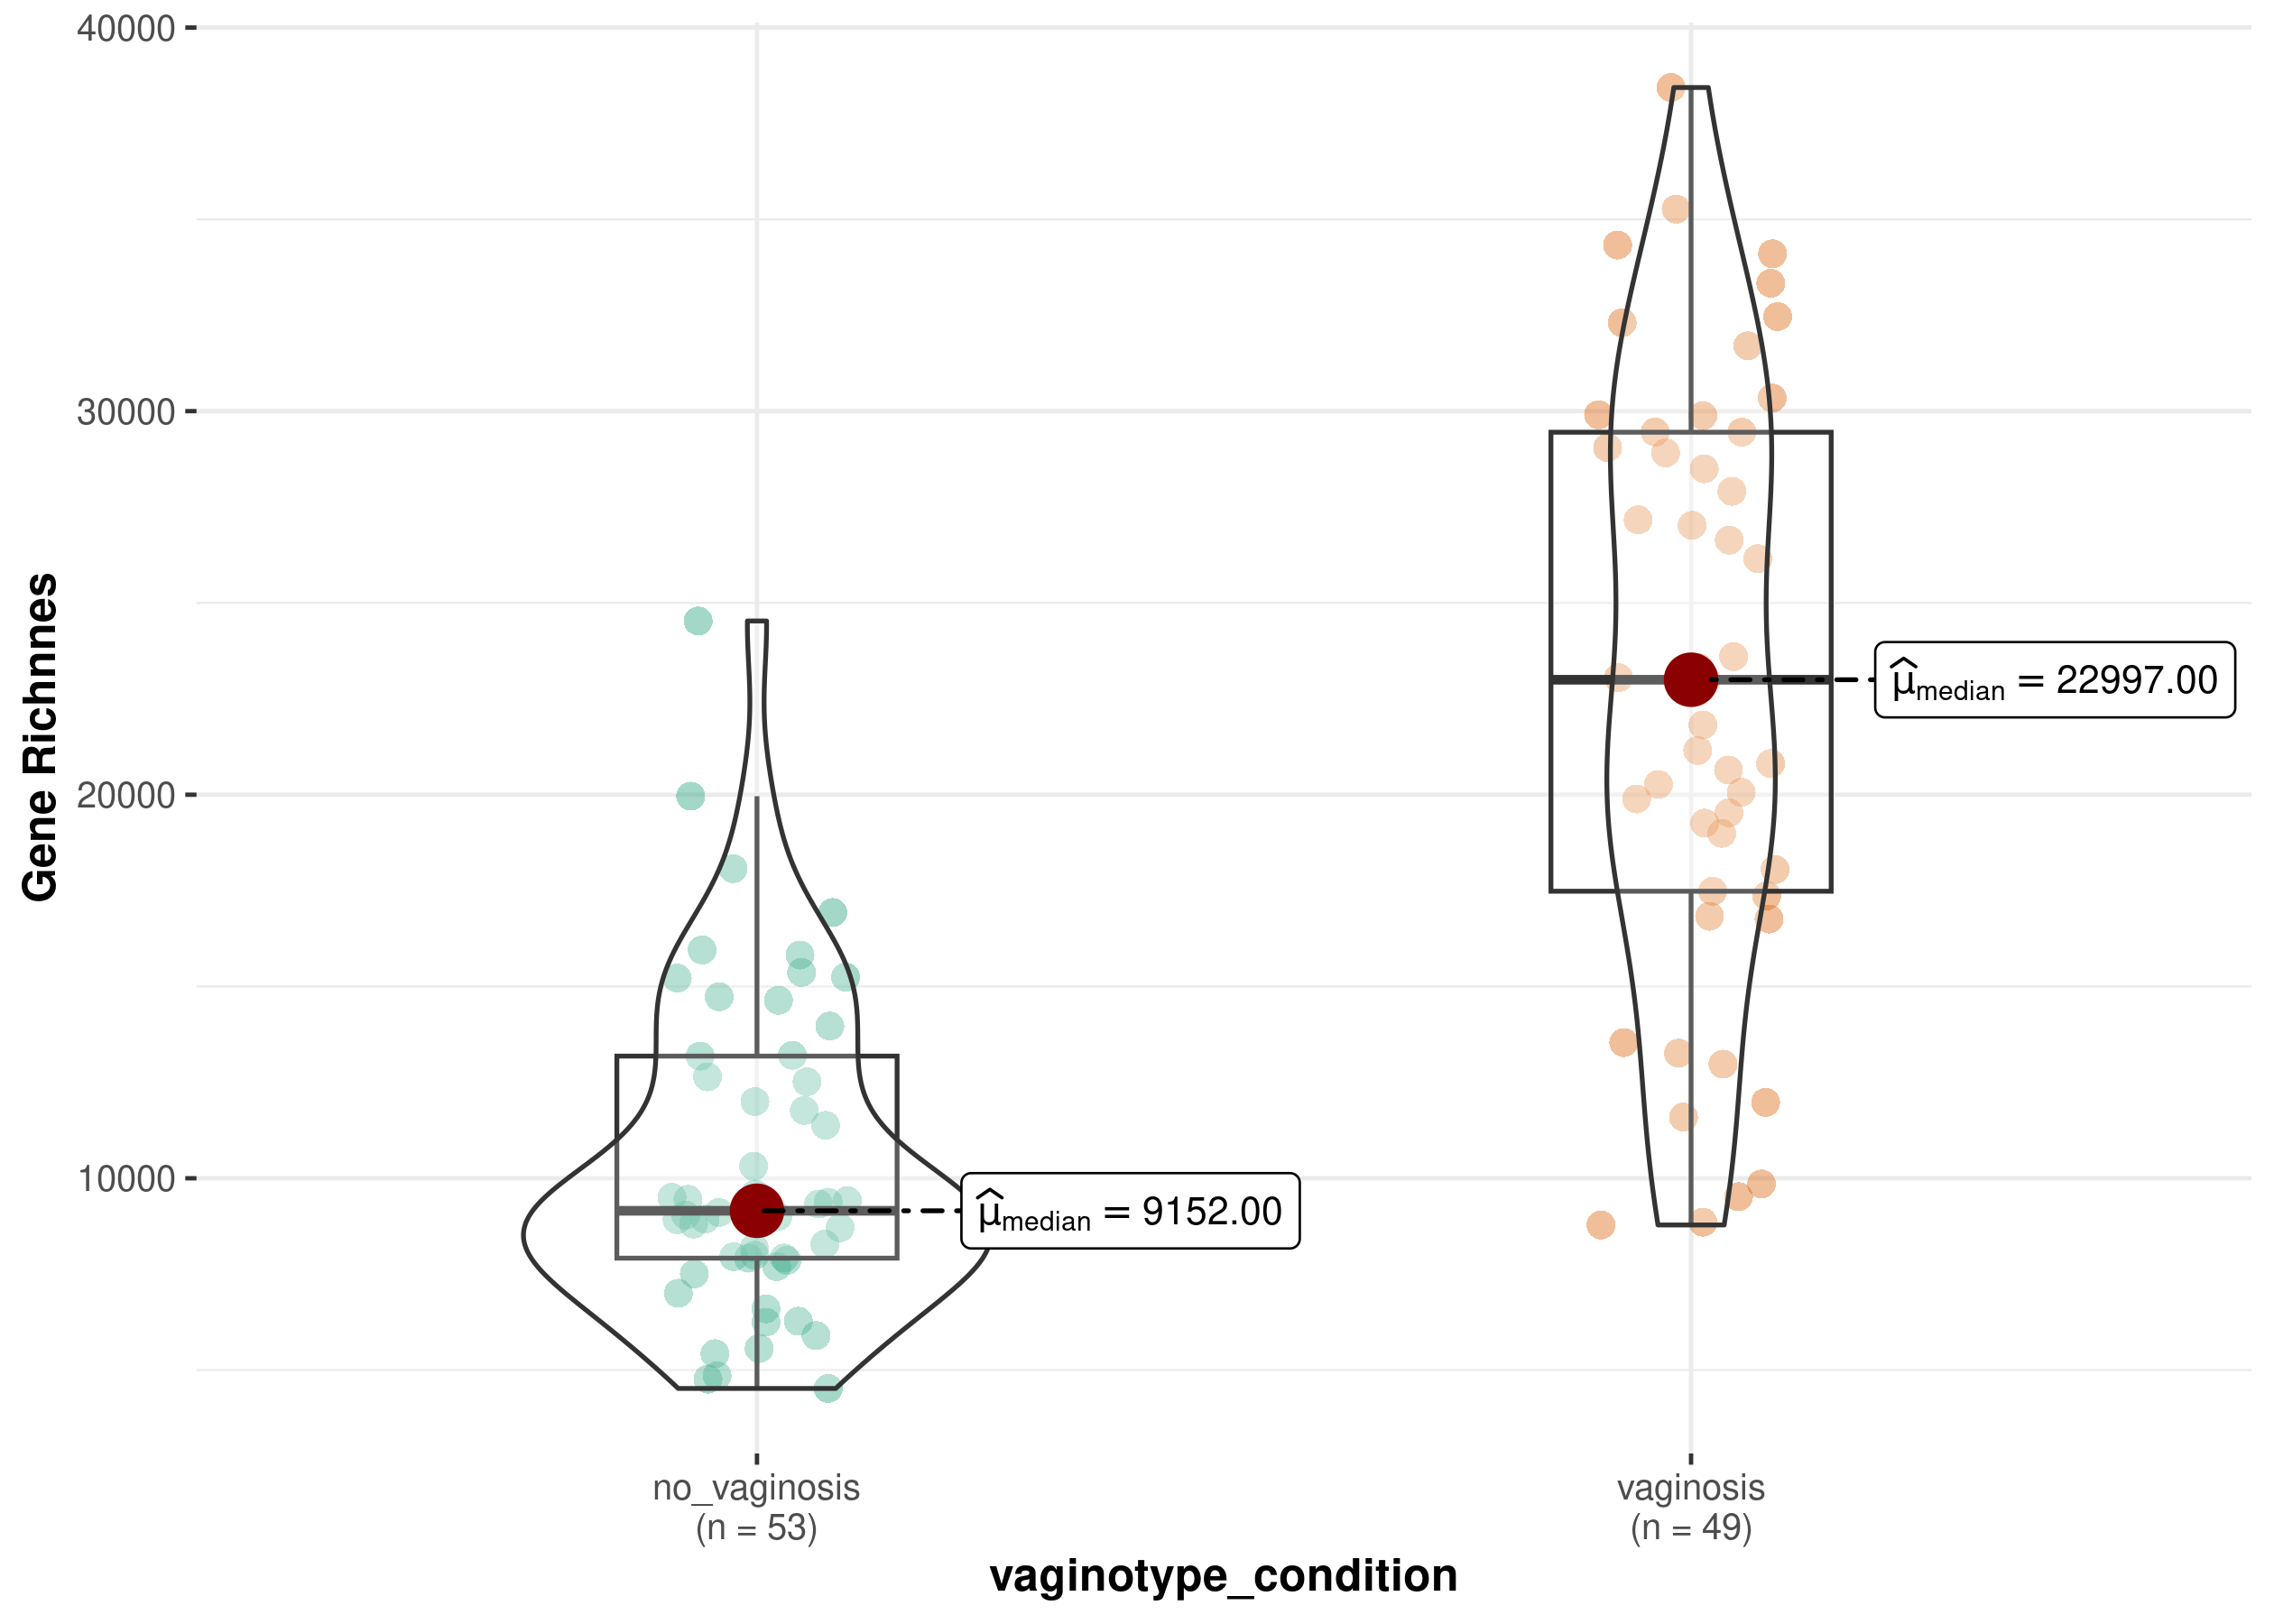 40000
30000
20000
10000
Gene Richnnes
μ̂median = 22997.00
μ̂median = 9152.00
no_vaginosis
(n = 53)
vaginosis
(n = 49)
vaginotype_condition